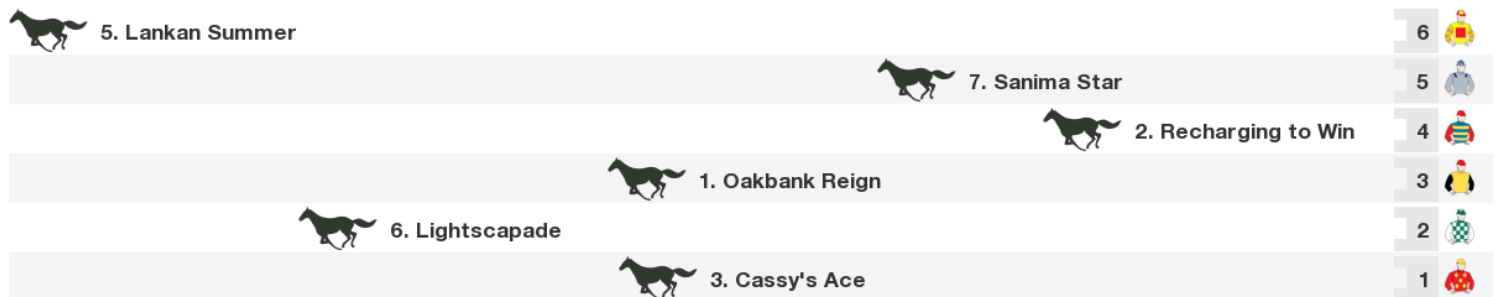 5. Lankan Summer 6
7. Sanima Star 5
2. Recharging to Win 4
1. Oakbank Reign 3
6. Lightscapade 2
3. Cassy's Ace 1